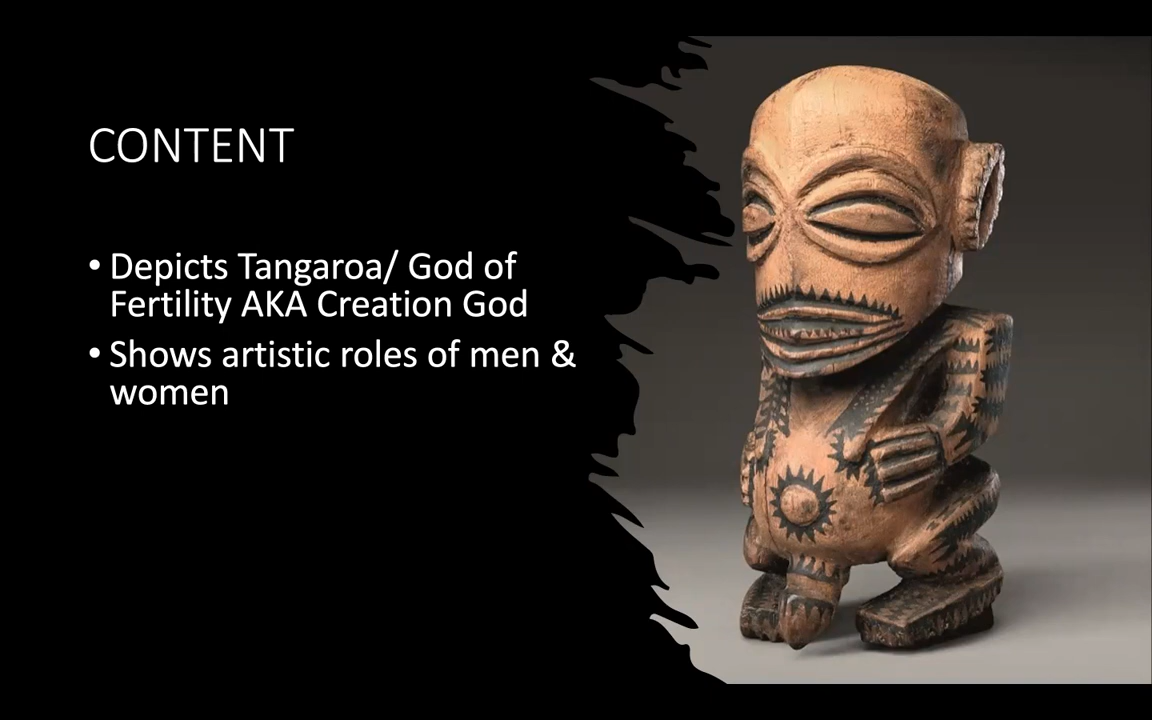 CONTENT
• Depicts Tangaroa/ God of
Fertility AKA Creation God
• Shows artistic roles of men &
women